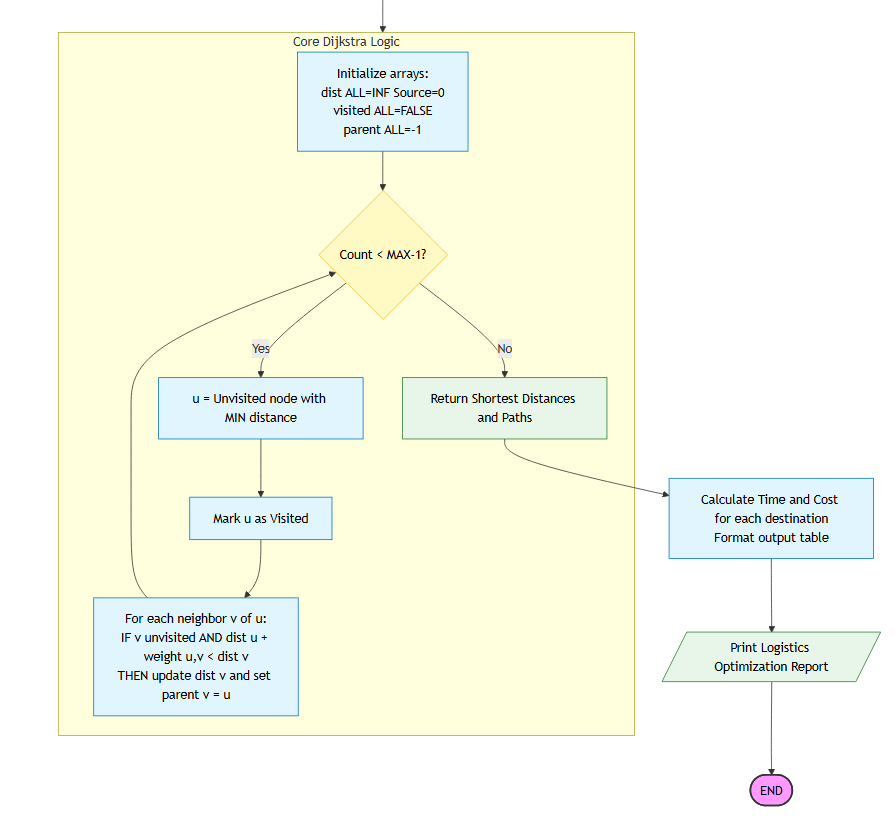 Core Dijkstra Logic
Initialize arrays:
dist ALL=INF Source=0
visited ALL=FALSE
parent ALL=-1
Count < MAX-1?
Yes
No
u = Unvisited node with
MIN distance
Return Shortest Distances
and Paths
Mark u as Visited
For each neighbor v of u:
IF v unvisited AND dist u +
weight u,v < dist v
THEN update dist v and set
parent v = u
Calculate Time and Cost
for each destination
Format output table
Print Logistics
Optimization Report
END